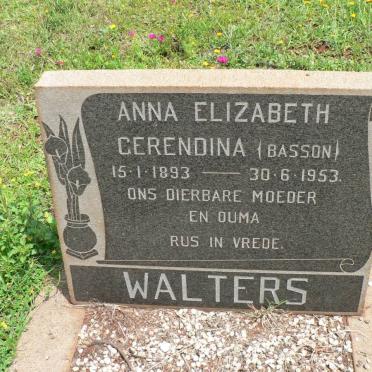 ANNA ELIZABETH
GERENDINA (BASSON)
15·1·1893 — 30·6·1953.
ONS DIERBARE MOEDER
EN OUMA
RUS IN VREDE.
WALTERS